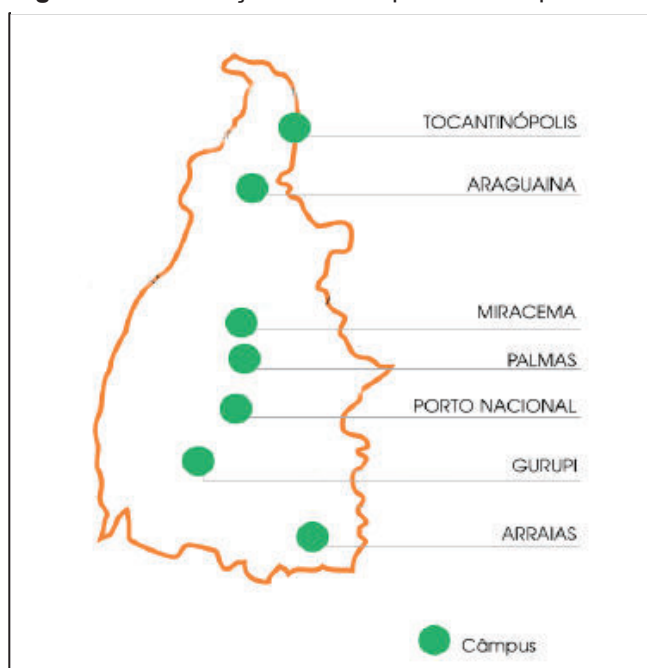 TOCANTINÓPOLIS
ARAGUAINA
MIRACEMA
PALMAS
PORTO NACIONAL
GURUPI
ARRAIAS
Câmpus